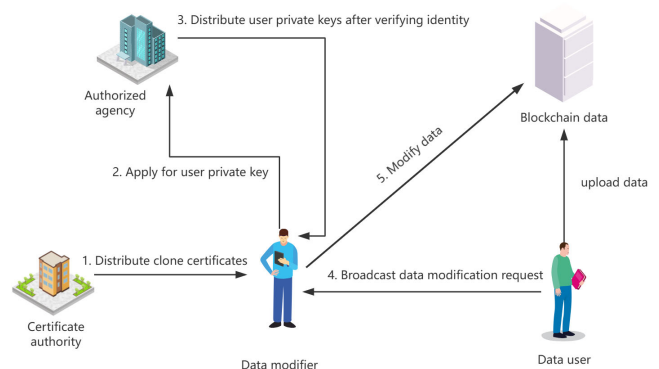 3. Distribute user private keys after verifying identity
Authorized
agency
Blockchain data
5. Modify data
2. Apply for user private key
upload data
1. Distribute clone certificates
4. Broadcast data modification request
Certificate
authority
Data modifier
Data user